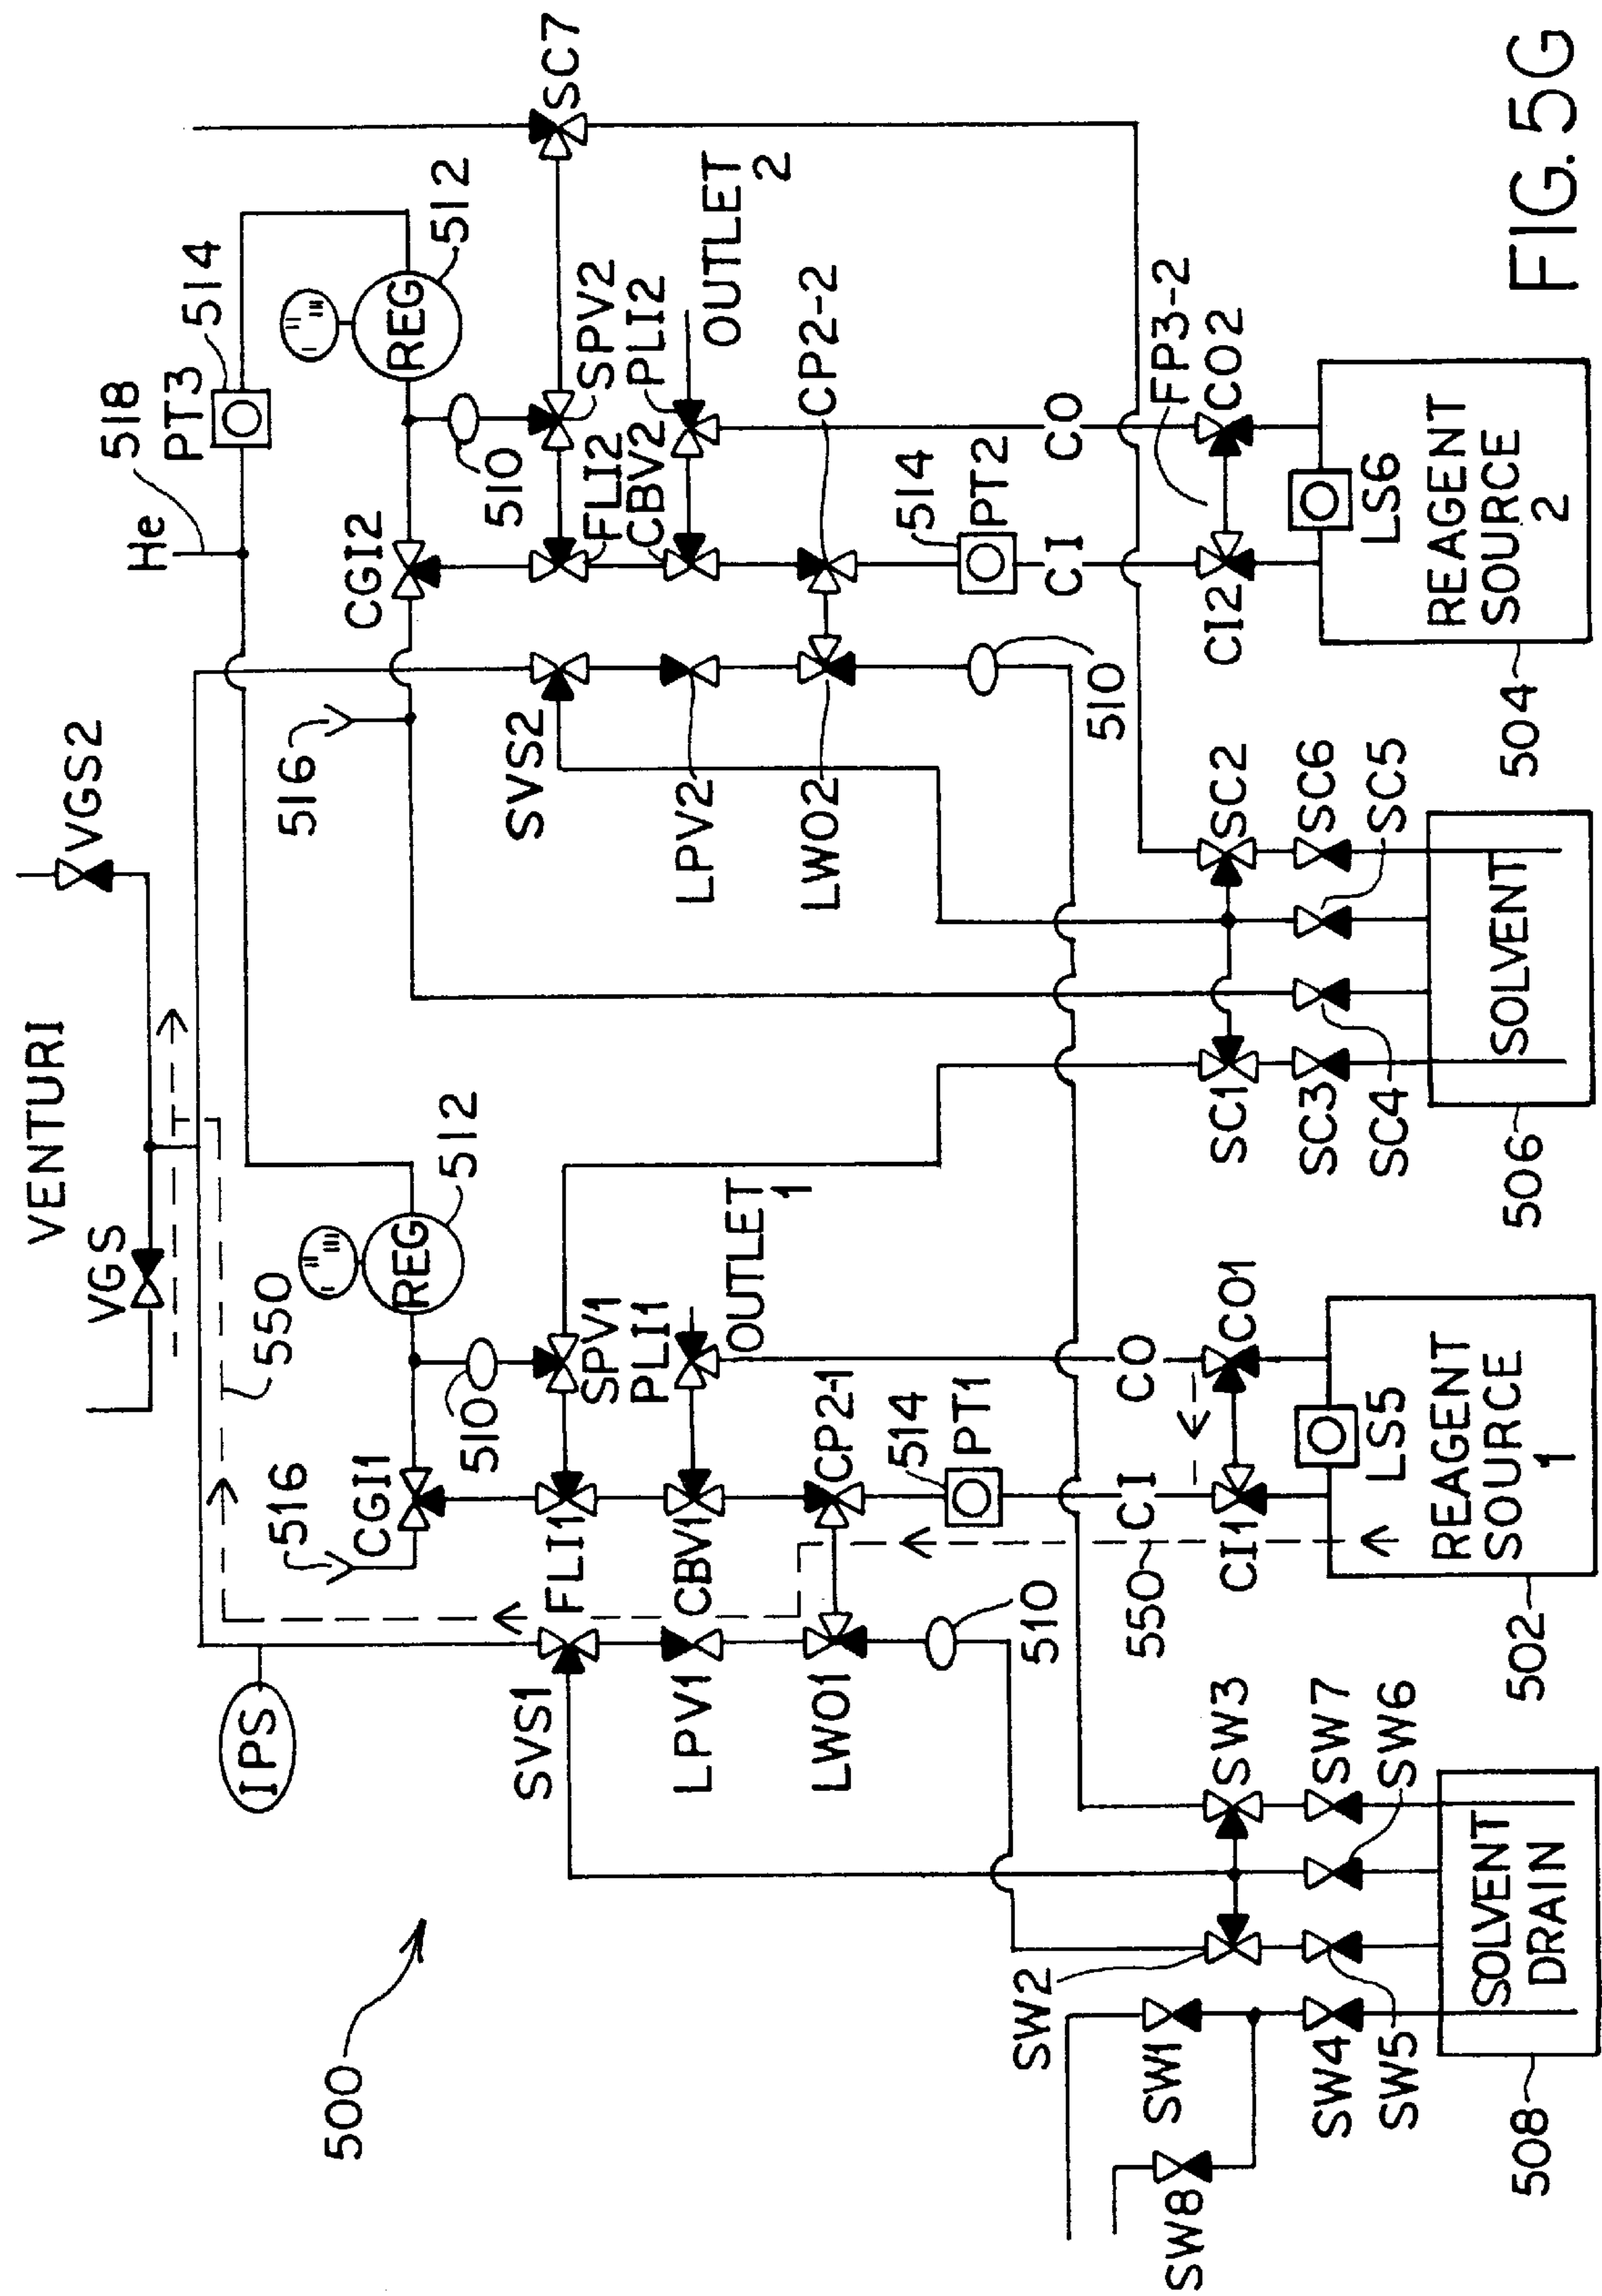 FIG. 5G
500
VENTURI
VGS
VGS2
He
518
PT3
514
IPS
550
516
CGI1
REG
512
510
SPV1
FLI1
PLI1
OUTLET
1
CBV1
SVS1
LPV1
LWO1
CP2-1
514
PT1
510
550
CI
CO
CI1
CO1
LS5
REAGENT
SOURCE
1
502
516
CGI2
REG
512
510
SC7
SPV2
FLI2
PLI2
CBV2
OUTLET
2
SVS2
LPV2
LWO2
CP2-2
514
PT2
510
CI
CO
FP3-2
CI2
CO2
LS6
REAGENT
SOURCE
2
504
SC1
SC2
SC3
SC4
SC6
SC5
SOLVENT
506
SW2
SW3
SW1
SW8
SW4
SW5
SW7
SW6
SOLVENT
DRAIN
508